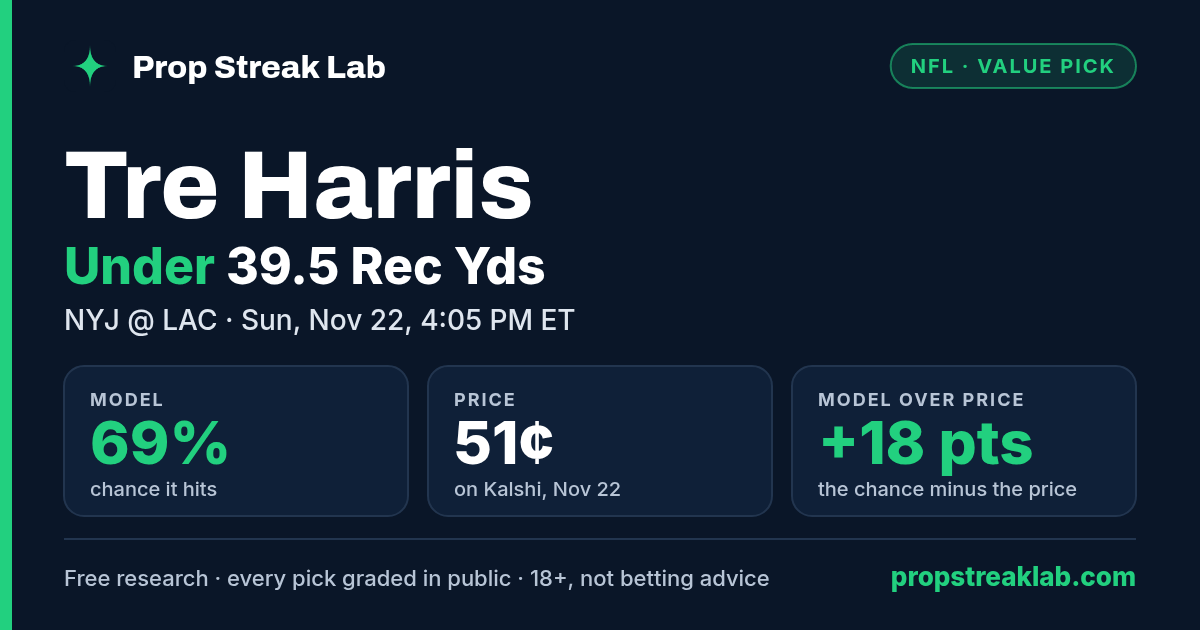 Prop Streak Lab
NFL · VALUE PICK
Tre Harris
Under 39.5 Rec Yds
NYJ @ LAC · Sun, Nov 22, 4:05 PM ET
MODEL
69%
chance it hits
PRICE
51¢
on Kalshi, Nov 22
MODEL OVER PRICE
+18 pts
the chance minus the price
Free research · every pick graded in public · 18+, not betting advice
propstreaklab.com